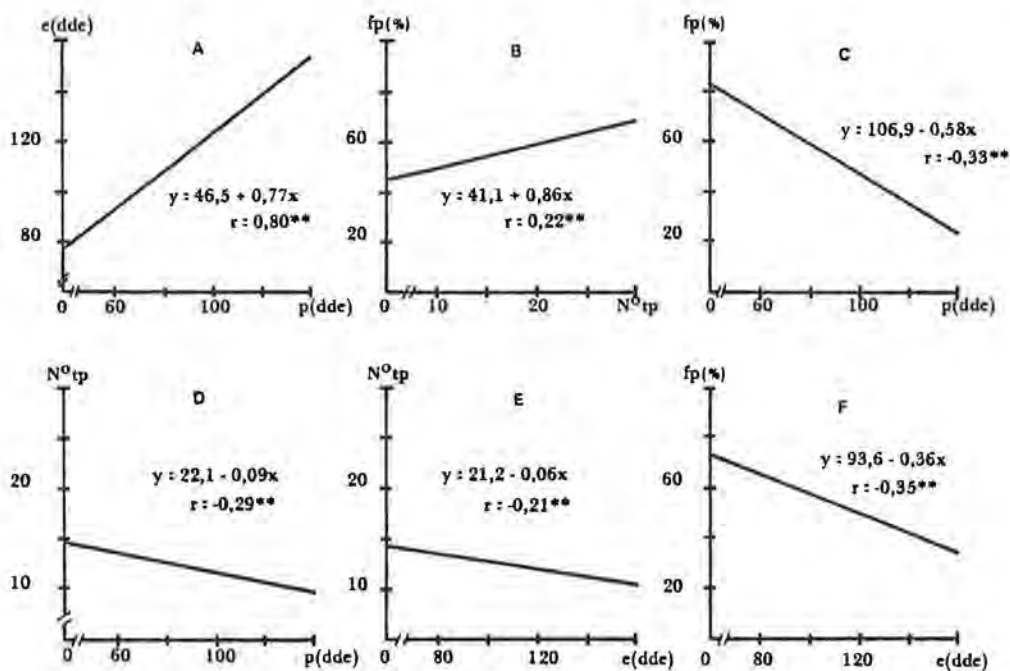 e(dde)
A
120
80
y : 46,5 + 0,77x
r : 0,80**
0 60 100 p(dde)
fp(%)
B
60
20
y : 41,1 + 0,86x
r : 0,22**
0 10 20 Nºtp
fp(%)
C
60
20
y : 106,9 - 0,58x
r : -0,33**
0 60 100 p(dde)
Nºtp
D
20
10
y : 22,1 - 0,09x
r : -0,29**
0 60 100 p(dde)
Nºtp
E
20
10
y : 21,2 - 0,06x
r : -0,21**
0 80 120 e(dde)
fp(%)
F
60
20
y : 93,6 - 0,36x
r : -0,35**
0 80 120 e(dde)